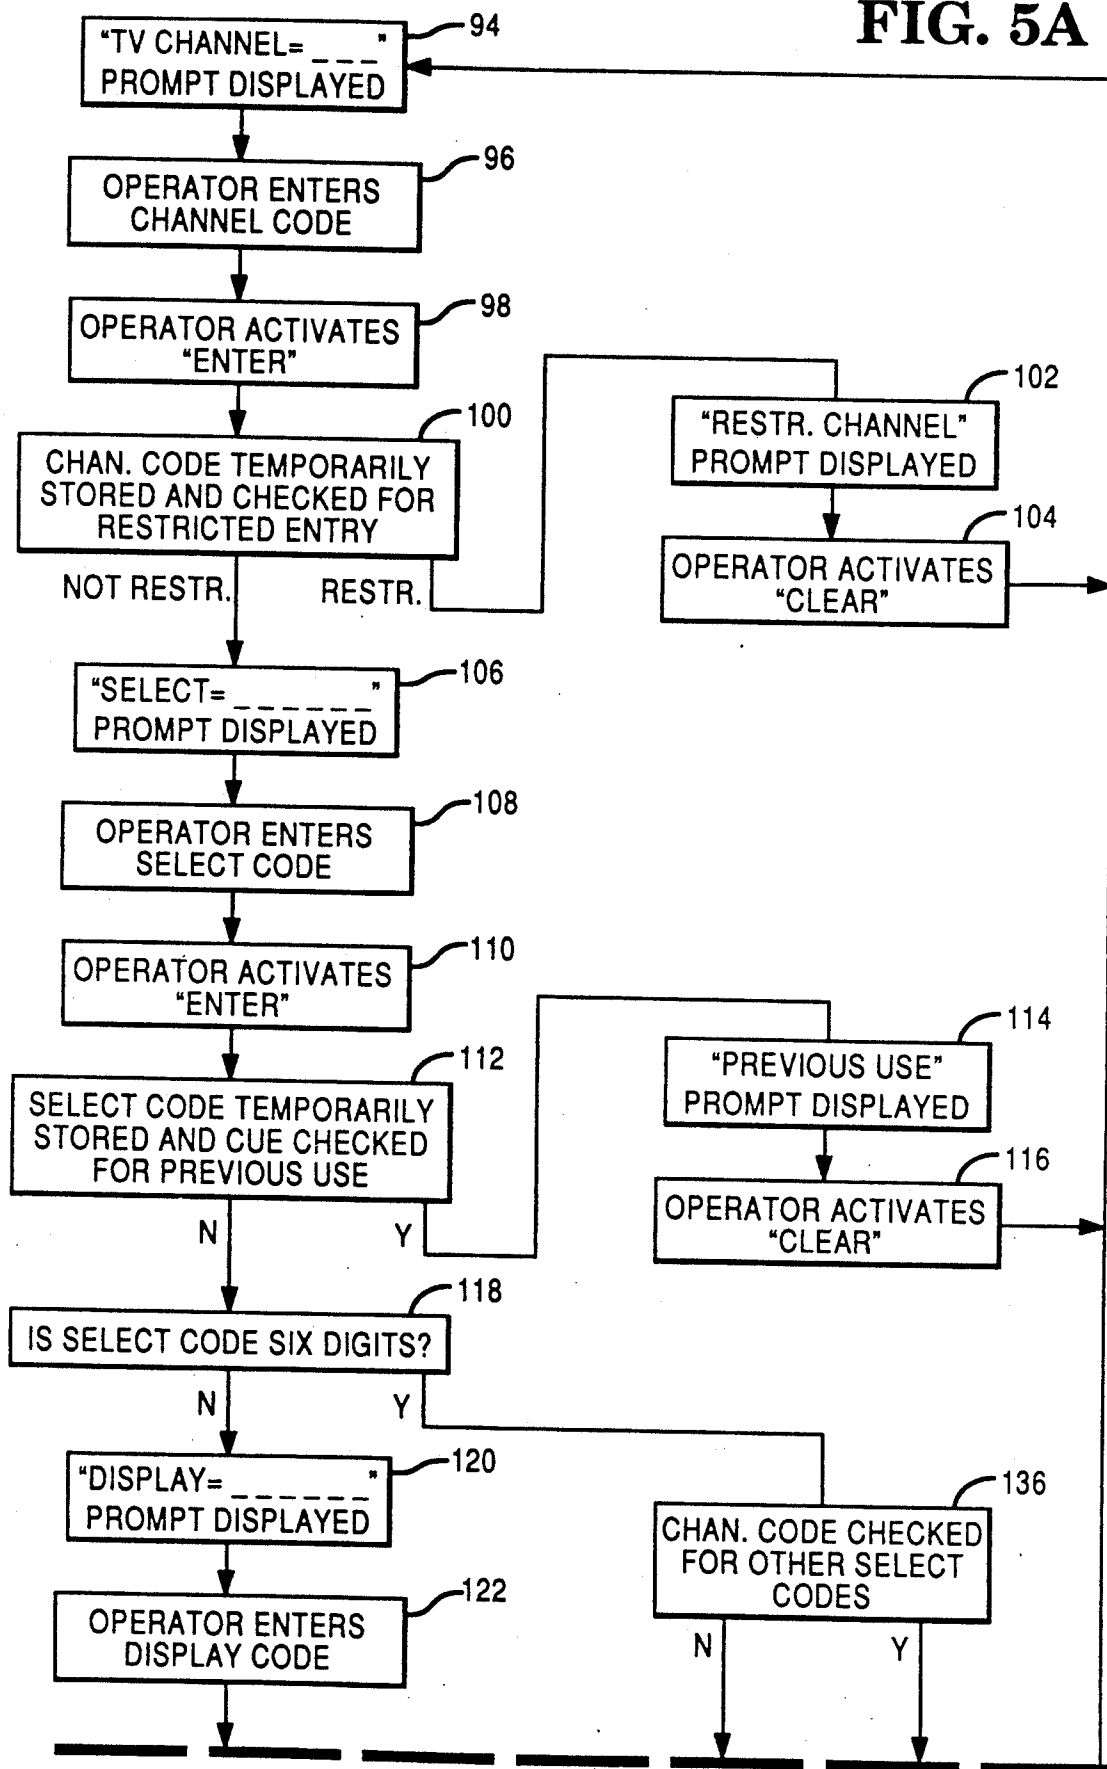 FIG. 5A
"TV CHANNEL= _ _ _"
PROMPT DISPLAYED
94
OPERATOR ENTERS
CHANNEL CODE
96
OPERATOR ACTIVATES
"ENTER"
98
CHAN. CODE TEMPORARILY
STORED AND CHECKED FOR
RESTRICTED ENTRY
100
NOT RESTR.
RESTR.
"RESTR. CHANNEL"
PROMPT DISPLAYED
102
OPERATOR ACTIVATES
"CLEAR"
104
"SELECT= _ _ _ _ _ _"
PROMPT DISPLAYED
106
OPERATOR ENTERS
SELECT CODE
108
OPERATOR ACTIVATES
"ENTER"
110
SELECT CODE TEMPORARILY
STORED AND CUE CHECKED
FOR PREVIOUS USE
112
N
Y
"PREVIOUS USE"
PROMPT DISPLAYED
114
OPERATOR ACTIVATES
"CLEAR"
116
IS SELECT CODE SIX DIGITS?
118
N
Y
"DISPLAY= _ _ _ _ _ _"
PROMPT DISPLAYED
120
OPERATOR ENTERS
DISPLAY CODE
122
CHAN. CODE CHECKED
FOR OTHER SELECT
CODES
136
N
Y